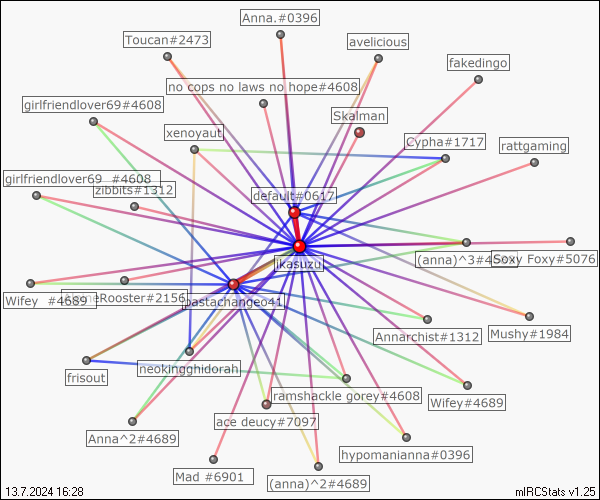 Anna.#0396
Toucan#2473
avelicious
fakedingo
no cops no laws no hope#4608
girlfriendlover69#4608
Skalman
xenoyaut
Cypha#1717
rattgaming
girlfriendlover69 #4608
zibbits#1312
default#0617
ikasuzu
(anna)^3#4
Soxy Foxy#5076
Wifey #4689
Rooster#2156
pastachangeo41
Annarchist#1312
Mushy#1984
frisout
neokingghidorah
ramshackle gorey#4608
Wifey#4689
ace deucy#7097
Anna^2#4689
hypomanianna#0396
Mad #6901
(anna)^2#4689
13.7.2024 16:28
mIRCStats v1.25